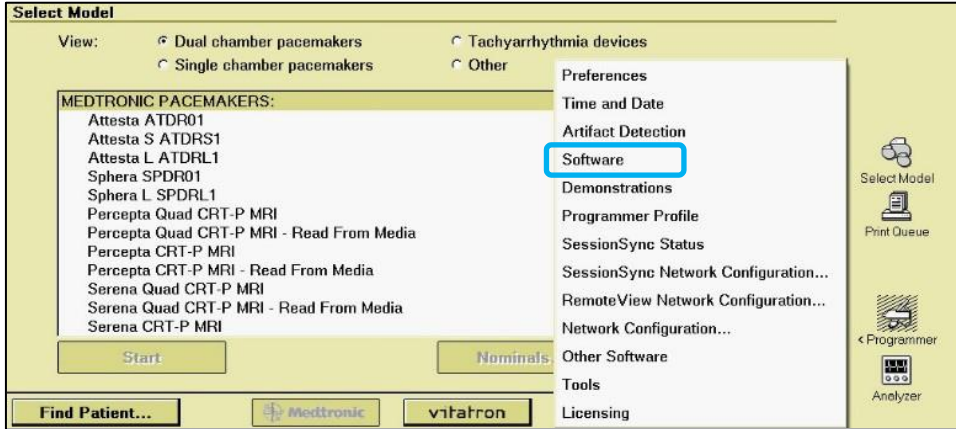 Select Model
View:
Dual chamber pacemakers
Tachyarrhythmia devices
Single chamber pacemakers
Other
MEDTRONIC PACEMAKERS:
Attesta ATDR01
Attesta S ATDRS1
Attesta L ATDRL1
Sphera SPDR01
Sphera L SPDRL1
Percepta Quad CRT-P MRI
Percepta Quad CRT-P MRI - Read From Media
Percepta CRT-P MRI
Percepta CRT-P MRI - Read From Media
Serena Quad CRT-P MRI
Serena Quad CRT-P MRI - Read From Media
Serena CRT-P MRI
Start
Nominals
Find Patient...
Medtronic
vitatron
Preferences
Time and Date
Artifact Detection
Software
Demonstrations
Programmer Profile
SessionSync Status
SessionSync Network Configuration...
RemoteView Network Configuration...
Network Configuration...
Other Software
Tools
Licensing
Select Model
Print Queue
< Programmer
Analyzer